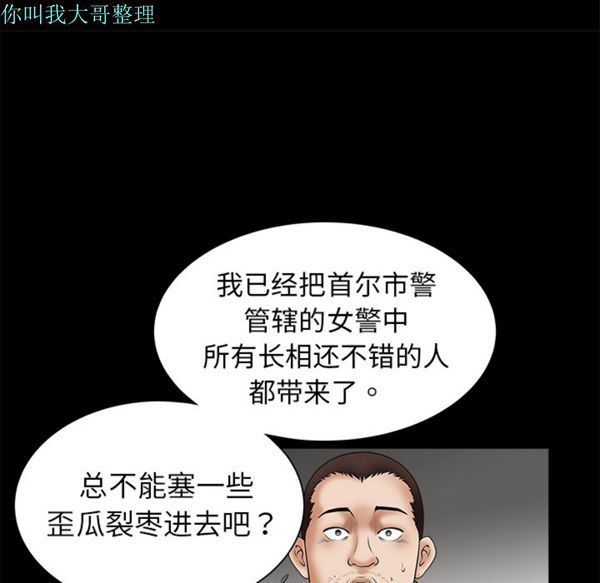 你叫我大哥整理
我已经把首尔市警
管辖的女警中
所有长相还不错的人
都带来了。
总不能塞一些
歪瓜裂枣进去吧？